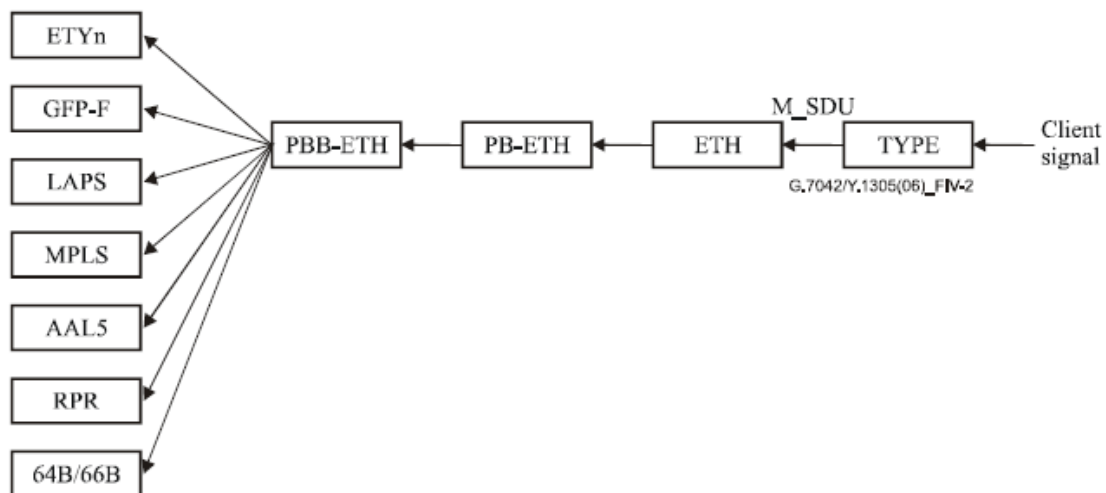 ETYn
GFP-F
LAPS
MPLS
AAL5
RPR
64B/66B
PBB-ETH
PB-ETH
ETH
M_SDU
TYPE
G.7042/Y.1305(06)_FIV-2
Client
signal